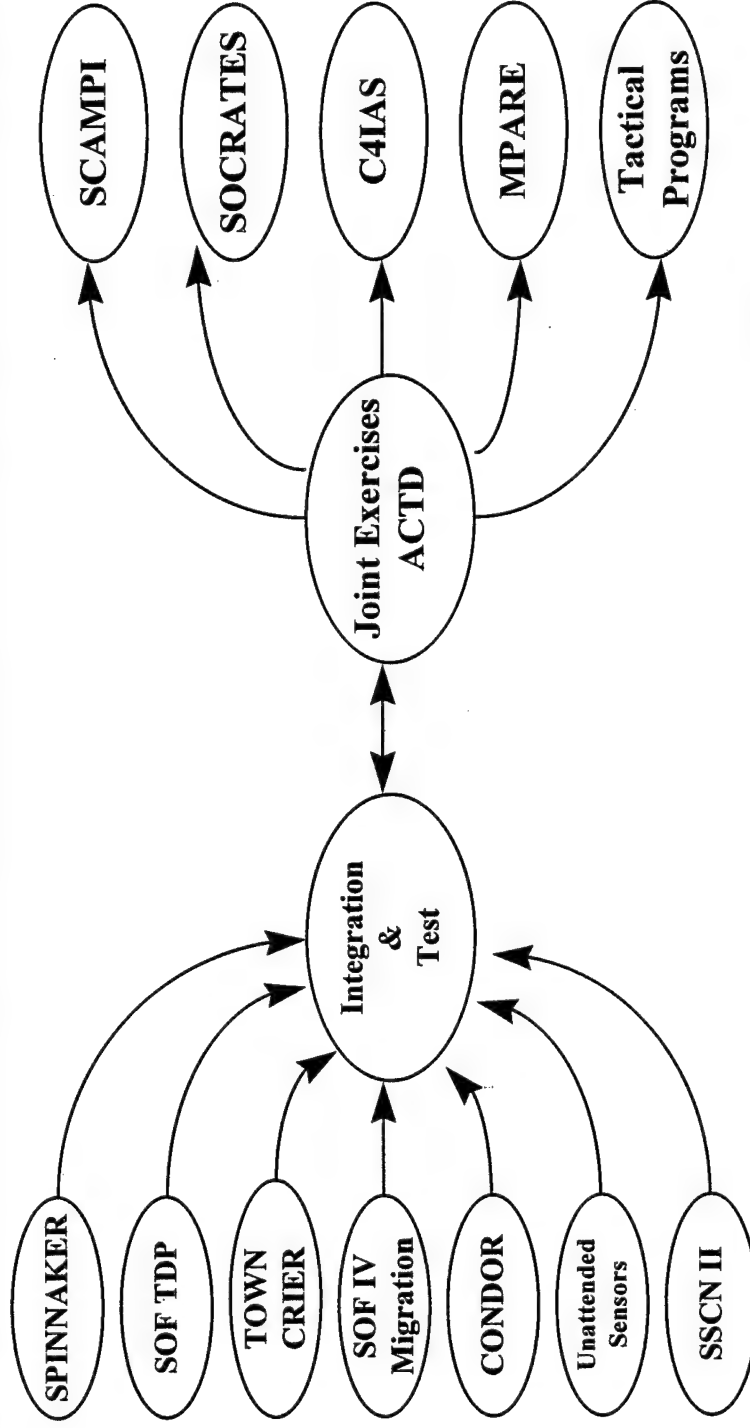 SPINNAKER
SOF TDP
TOWN
CRIER
SOF IV
Migration
CONDOR
Unattended
Sensors
SSCN II
Integration
&
Test
Joint Exercises
ACTD
SCAMPI
SOCRATES
C4IAS
MPARE
Tactical
Programs